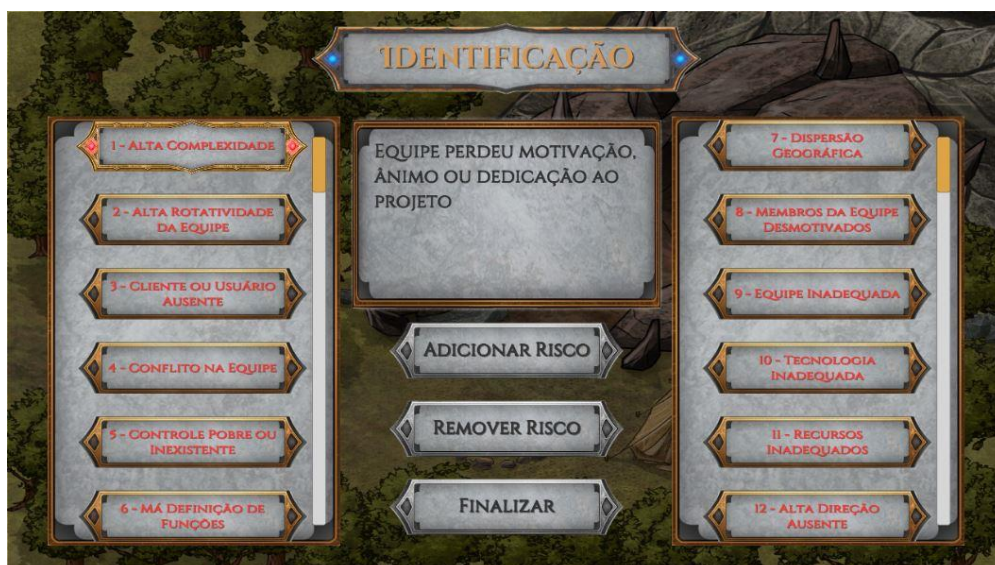 Identificação
1 - Alta Complexidade
2 - Alta Rotatividade
da Equipe
3 - Cliente ou Usuário
Ausente
4 - Conflito na Equipe
5 - Controle Pobre ou
Inexistente
6 - Má Definição de
Funções
Equipe perdeu motivação,
ânimo ou dedicação ao
projeto
Adicionar Risco
Remover Risco
Finalizar
7 - Dispersão
Geográfica
8 - Membros da Equipe
Desmotivados
9 - Equipe Inadequada
10 - Tecnologia
Inadequada
11 - Recursos
Inadequados
12 - Alta Direção
Ausente